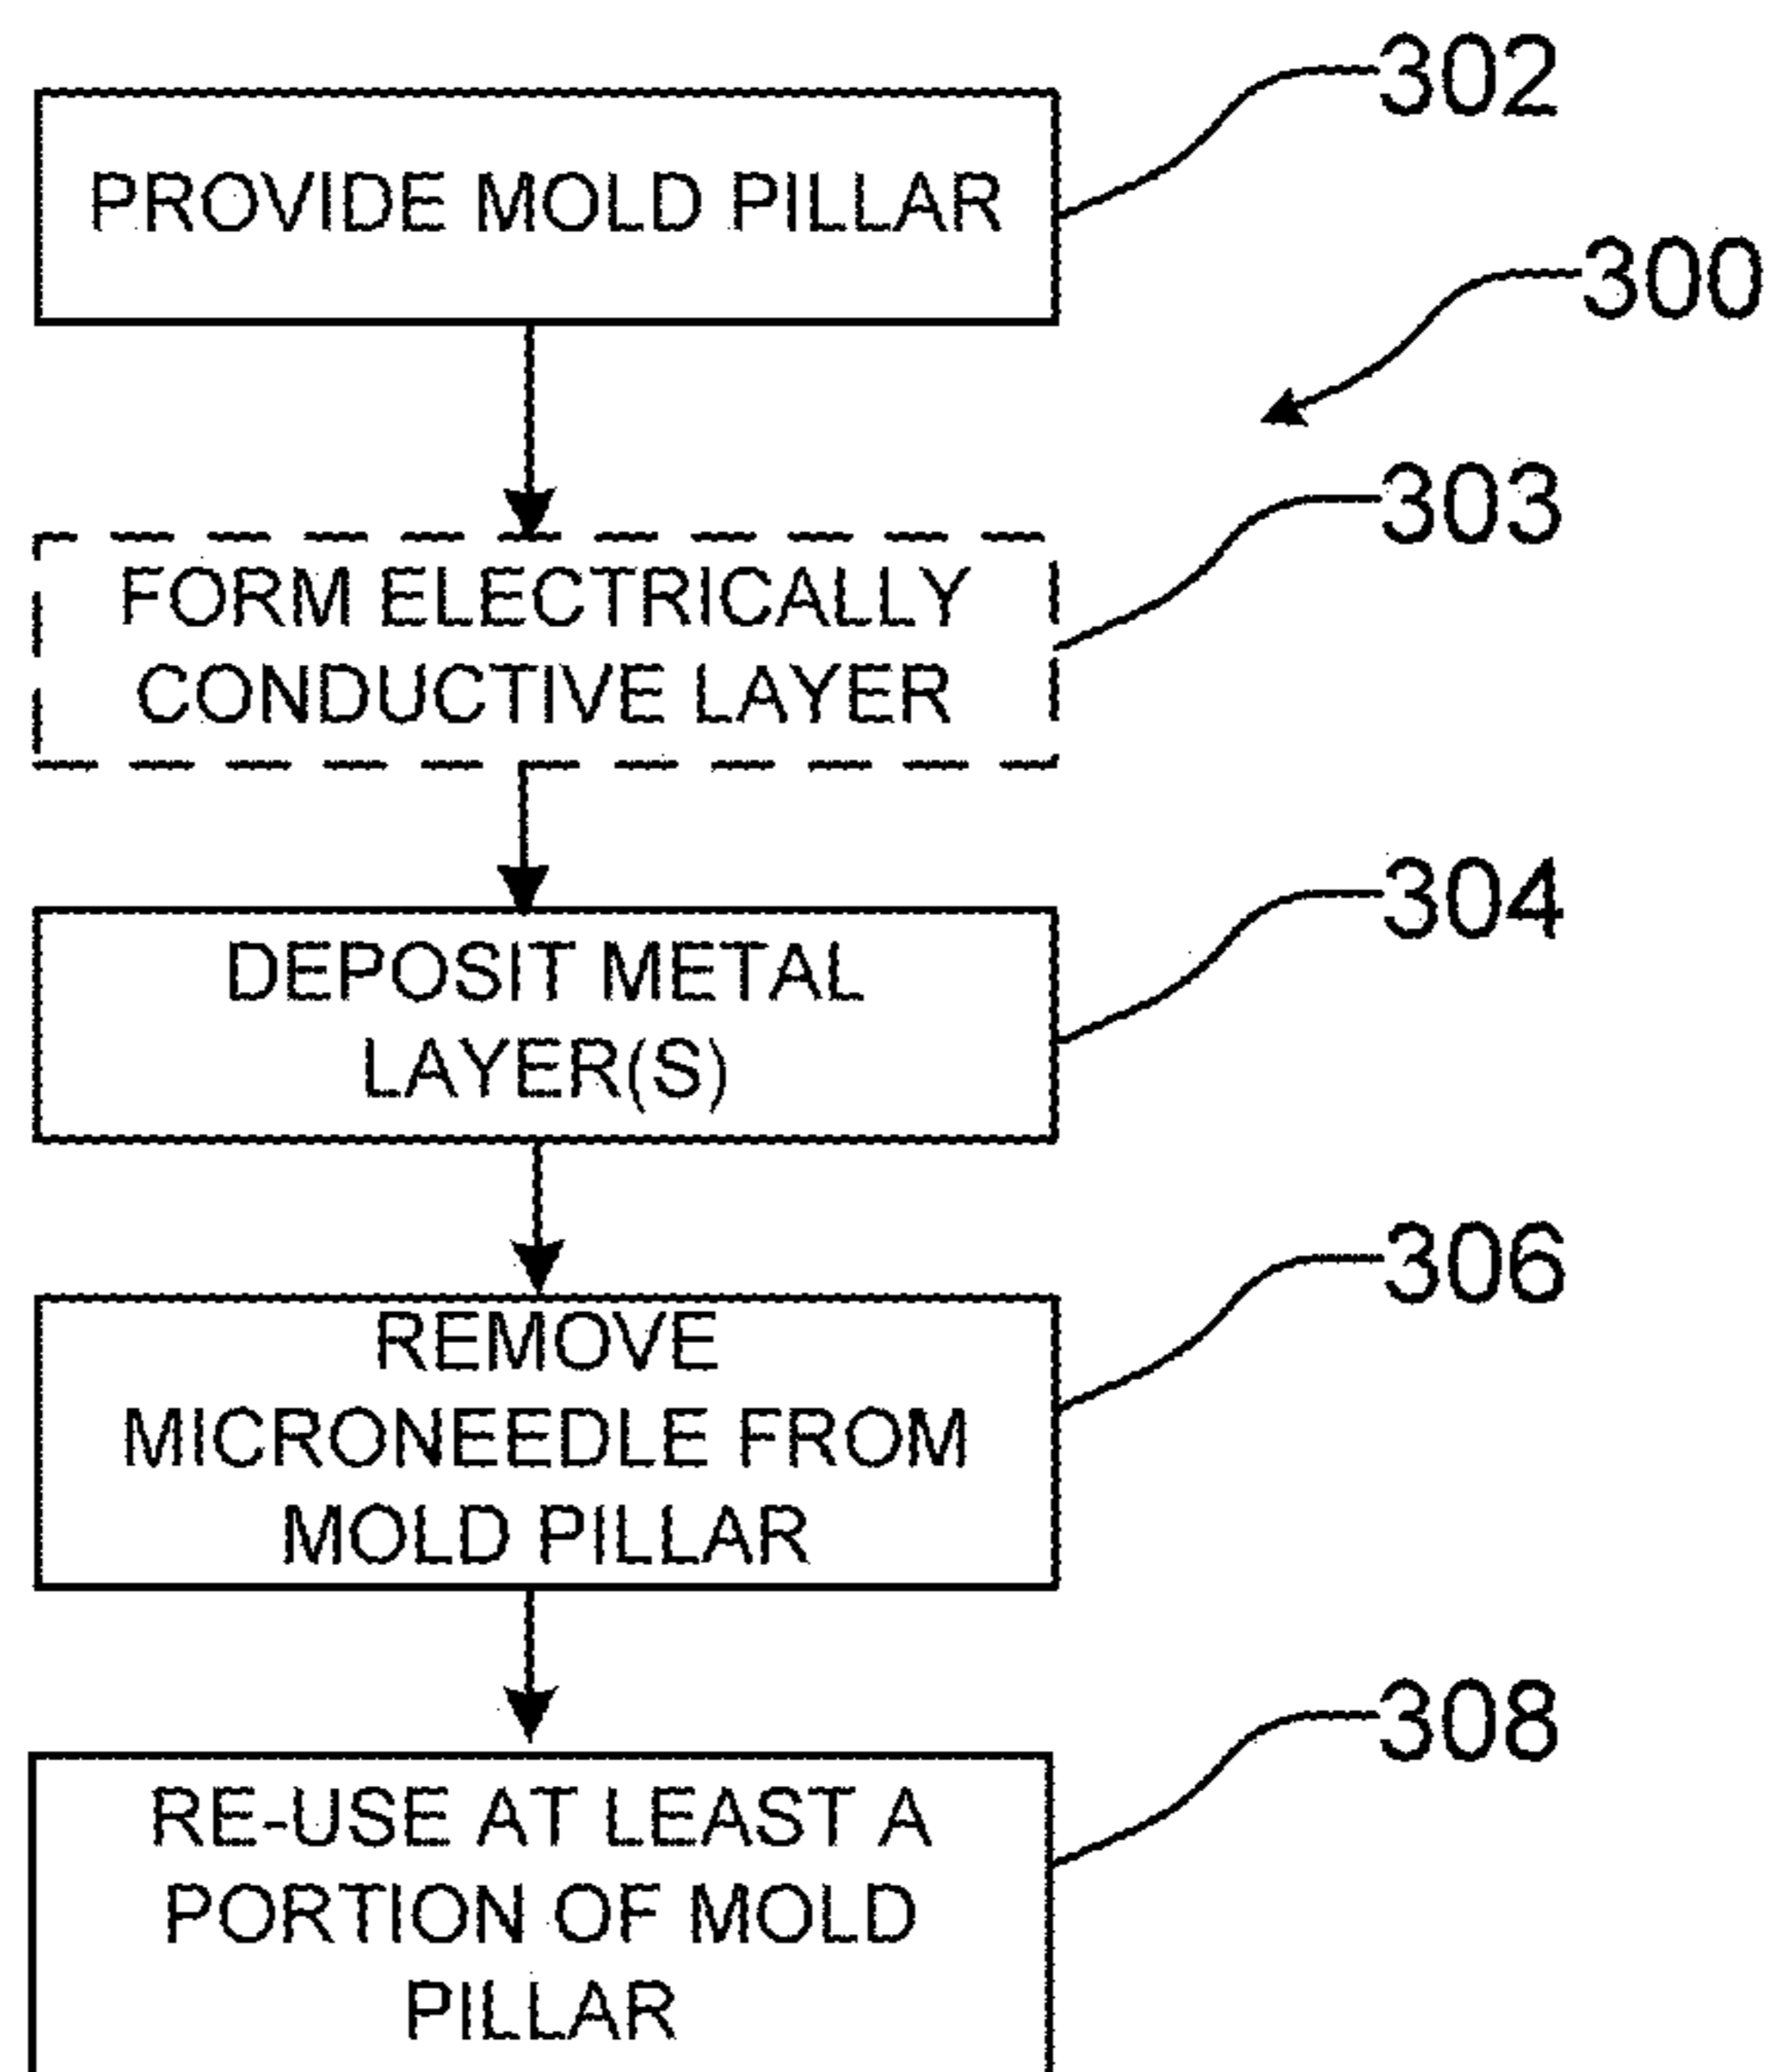 302
PROVIDE MOLD PILLAR
300
303
FORM ELECTRICALLY
CONDUCTIVE LAYER
304
DEPOSIT METAL
LAYER(S)
306
REMOVE
MICRONEEDLE FROM
MOLD PILLAR
308
RE-USE AT LEAST A
PORTION OF MOLD
PILLAR